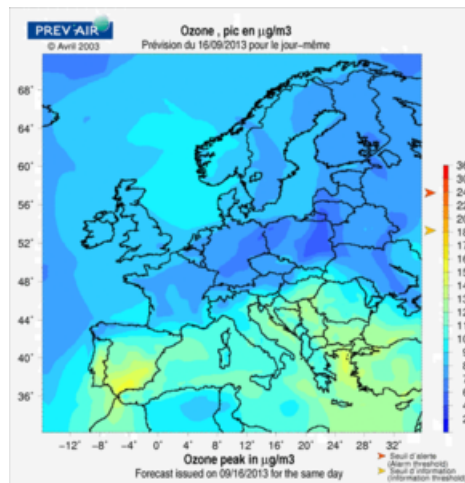 PREV'AIR
© Avril 2003
Ozone , pic en µg/m3
Prévision du 16/09/2013 pour le jour-même
68°
64°
60°
56°
52°
48°
44°
40°
36°
-12° -8° -4° 0° 4° 8° 12° 16° 20° 24° 28° 32°
Ozone peak in µg/m3
Forecast issued on 09/16/2013 for the same day
Seuil d'alerte
(Alarm threshold)
Seuil d'information
(Information threshold)